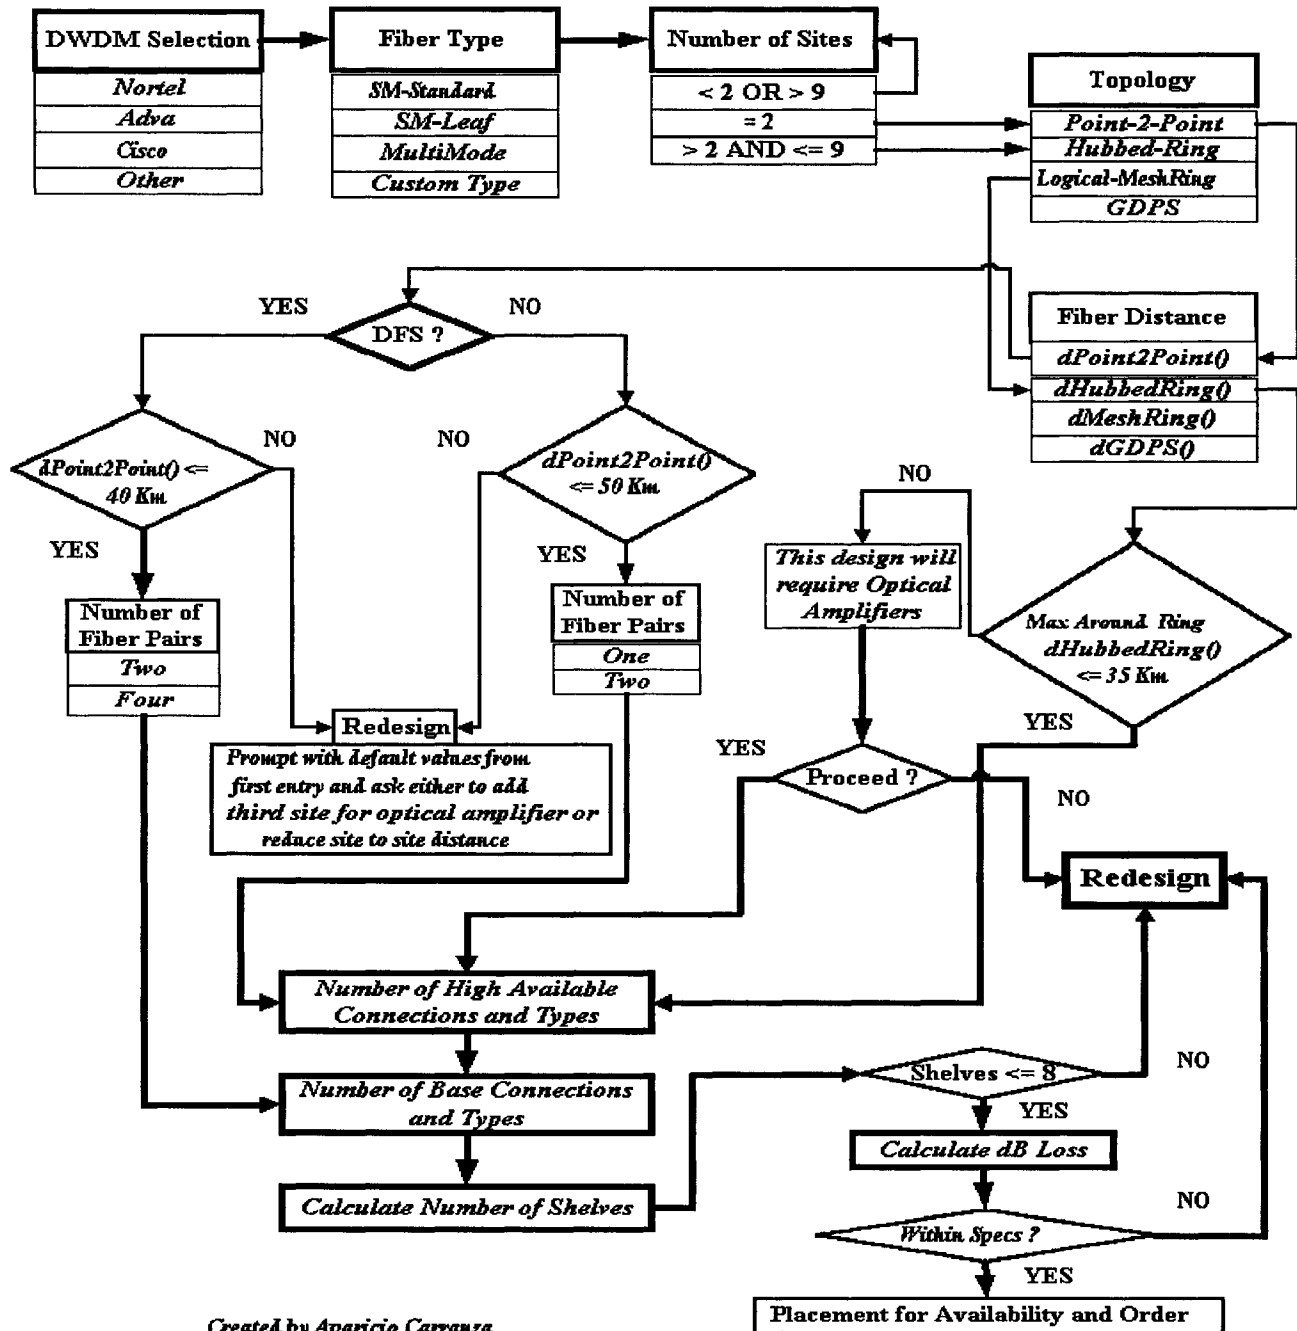 DWDM Selection
Nortel
Adva
Cisco
Other
Fiber Type
SM-Standard
SM-Leaf
MultiMode
Custom Type
Number of Sites
< 2 OR > 9
= 2
> 2 AND <= 9
Topology
Point-2-Point
Hubbed-Ring
Logical-MeshRing
GDPS
Fiber Distance
dPoint2Point()
dHubbedRing()
dMeshRing()
dGDPS()
YES
DFS ?
NO
dPoint2Point() <=
40 Km
NO
YES
NO
dPoint2Point()
<= 50 Km
YES
Number of
Fiber Pairs
Two
Four
Number of
Fiber Pairs
One
Two
Redesign
Prompt with default values from
first entry and ask either to add
third site for optical amplifier or
reduce site to site distance
NO
This design will
require Optical
Amplifiers
Max Around Ring
dHubbedRing()
<= 35 Km
YES
YES
Proceed ?
NO
Redesign
Number of High Available
Connections and Types
Number of Base Connections
and Types
Calculate Number of Shelves
Shelves <= 8
NO
YES
Calculate dB Loss
Within Specs ?
NO
YES
Placement for Availability and Order
Created by Aparicio Carranza